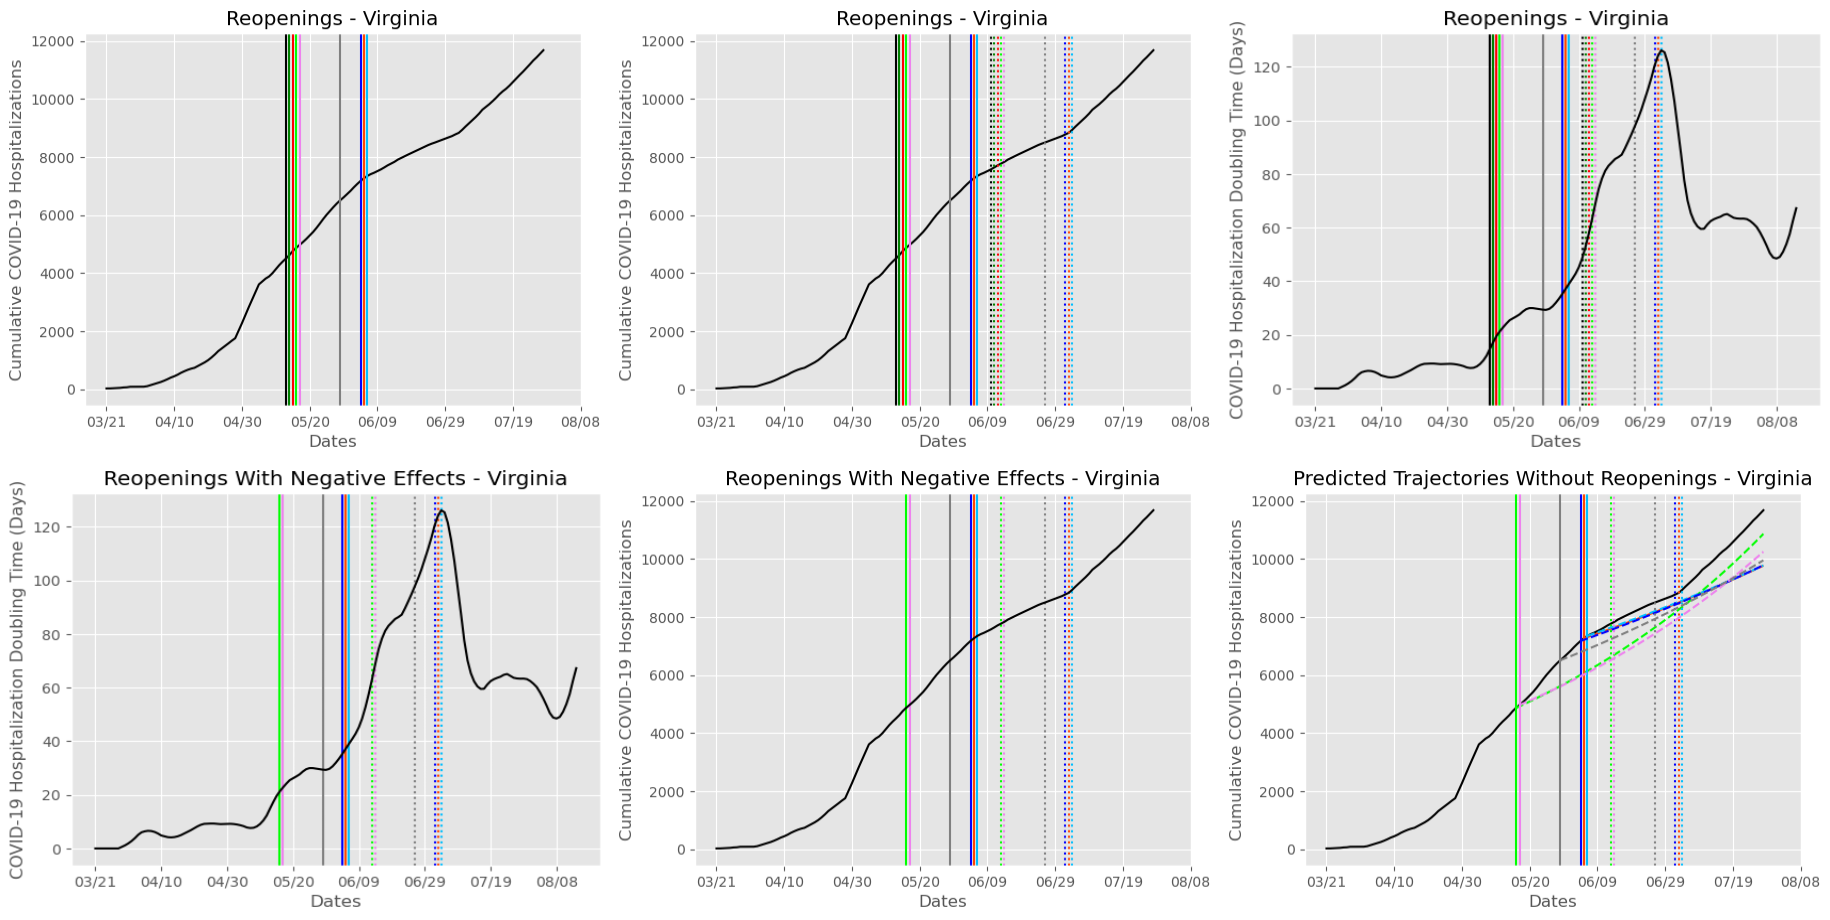 Reopenings - Virginia
Cumulative COVID-19 Hospitalizations
12000
10000
8000
6000
4000
2000
0
03/21 04/10 04/30 05/20 06/09 06/29 07/19 08/08
Dates
Reopenings - Virginia
Cumulative COVID-19 Hospitalizations
12000
10000
8000
6000
4000
2000
0
03/21 04/10 04/30 05/20 06/09 06/29 07/19 08/08
Dates
Reopenings - Virginia
COVID-19 Hospitalization Doubling Time (Days)
120
100
80
60
40
20
0
03/21 04/10 04/30 05/20 06/09 06/29 07/19 08/08
Dates
Reopenings With Negative Effects - Virginia
COVID-19 Hospitalization Doubling Time (Days)
120
100
80
60
40
20
0
03/21 04/10 04/30 05/20 06/09 06/29 07/19 08/08
Dates
Reopenings With Negative Effects - Virginia
Cumulative COVID-19 Hospitalizations
12000
10000
8000
6000
4000
2000
0
03/21 04/10 04/30 05/20 06/09 06/29 07/19 08/08
Dates
Predicted Trajectories Without Reopenings - Virginia
Cumulative COVID-19 Hospitalizations
12000
10000
8000
6000
4000
2000
0
03/21 04/10 04/30 05/20 06/09 06/29 07/19 08/08
Dates